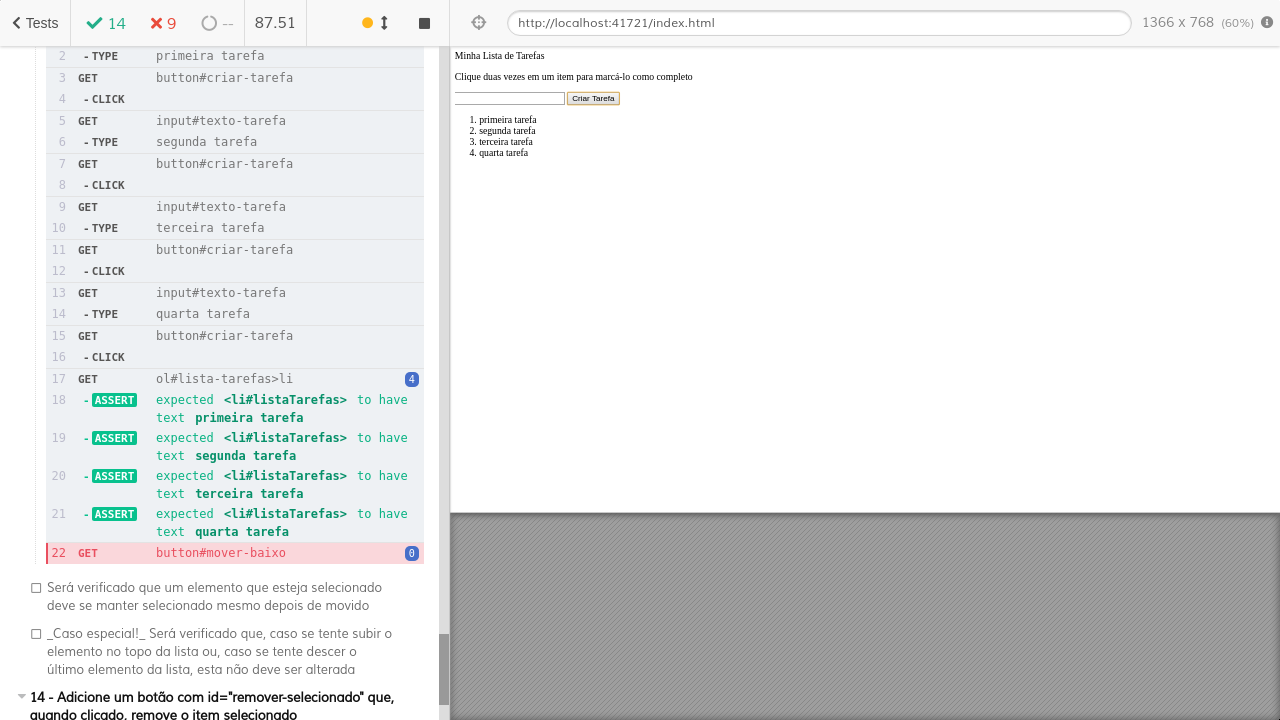 Tests
14
9
--
87.51
http://localhost:41721/index.html
1366 x 768 (60%)
2 - TYPE primeira tarefa
3 GET button#criar-tarefa
4 - CLICK
5 GET input#texto-tarefa
6 - TYPE segunda tarefa
7 GET button#criar-tarefa
8 - CLICK
9 GET input#texto-tarefa
10 - TYPE terceira tarefa
11 GET button#criar-tarefa
12 - CLICK
13 GET input#texto-tarefa
14 - TYPE quarta tarefa
15 GET button#criar-tarefa
16 - CLICK
17 GET ol#lista-tarefas>li 4
18 - ASSERT expected <li#listaTarefas> to have
text primeira tarefa
19 - ASSERT expected <li#listaTarefas> to have
text segunda tarefa
20 - ASSERT expected <li#listaTarefas> to have
text terceira tarefa
21 - ASSERT expected <li#listaTarefas> to have
text quarta tarefa
22 GET button#mover-baixo 0
Será verificado que um elemento que esteja selecionado
deve se manter selecionado mesmo depois de movido
_Caso especial!_ Será verificado que, caso se tente subir o
elemento no topo da lista ou, caso se tente descer o
último elemento da lista, esta não deve ser alterada
14 - Adicione um botão com id="remover-selecionado" que,
quando clicado, remove o item selecionado
Minha Lista de Tarefas
Clique duas vezes em um item para marcá-lo como completo
Criar Tarefa
1. primeira tarefa
2. segunda tarefa
3. terceira tarefa
4. quarta tarefa